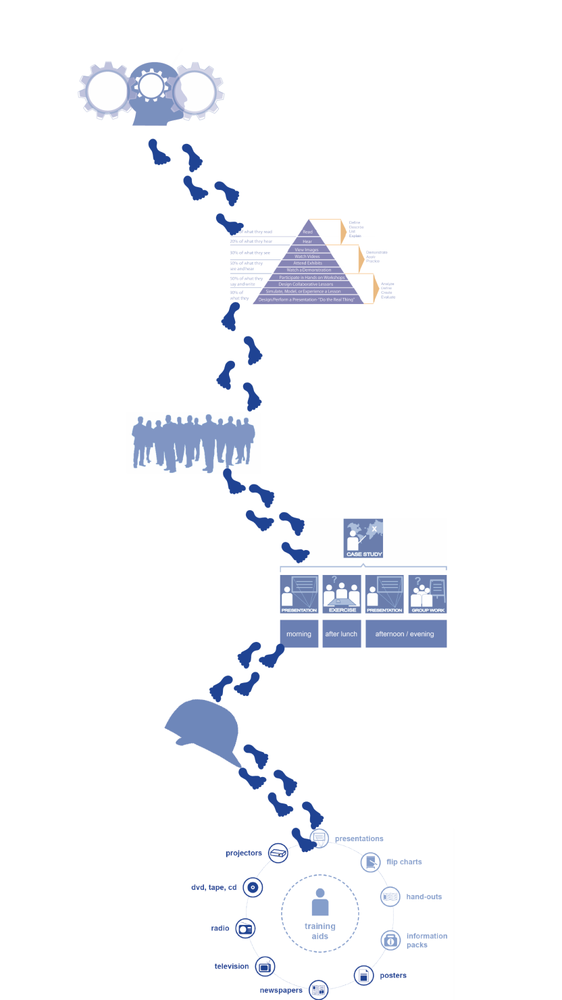 of what they read
20% of what they hear
30% of what they see
50% of what they
see and hear
50% of what they
say and write
80% of
what they
Read
Hear
View Images
Watch Videos
Attend Exhibits
Watch a Demonstration
Participate in Hands on Workshops
Design Collaborative Lessons
Simulate, Model, or Experience a Lesson
Design/Perform a Presentation- "Do the Real Thing"
Define
Describe
List
Explain
Demonstrate
Practice
Analyze
Define
Create
Evaluate
X
CASE STUDY
PRESENTATION
?
EXERCISE
PRESENTATION
?
GROUP WORK
morning
after lunch
afternoon / evening
presentations
projectors
flip charts
dvd, tape, cd
hand-outs
training
aids
radio
information
packs
television
posters
newspapers